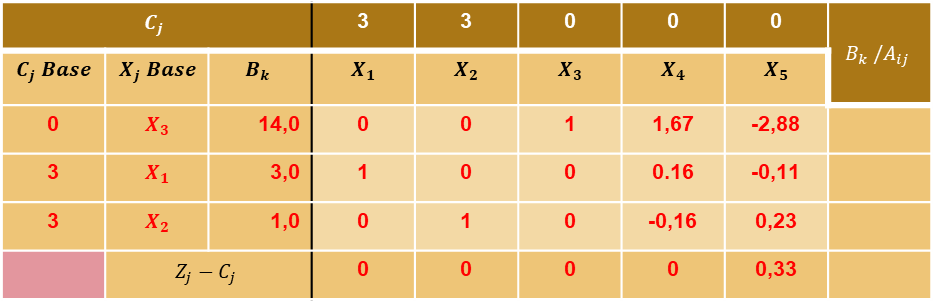 C_j 3 3 0 0 0 B_k /A_ij
C_j Base X_j Base B_k X_1 X_2 X_3 X_4 X_5
0 X_3 14,0 0 0 1 1,67 -2,88
3 X_1 3,0 1 0 0 0.16 -0,11
3 X_2 1,0 0 1 0 -0,16 0,23
Z_j − C_j 0 0 0 0 0,33